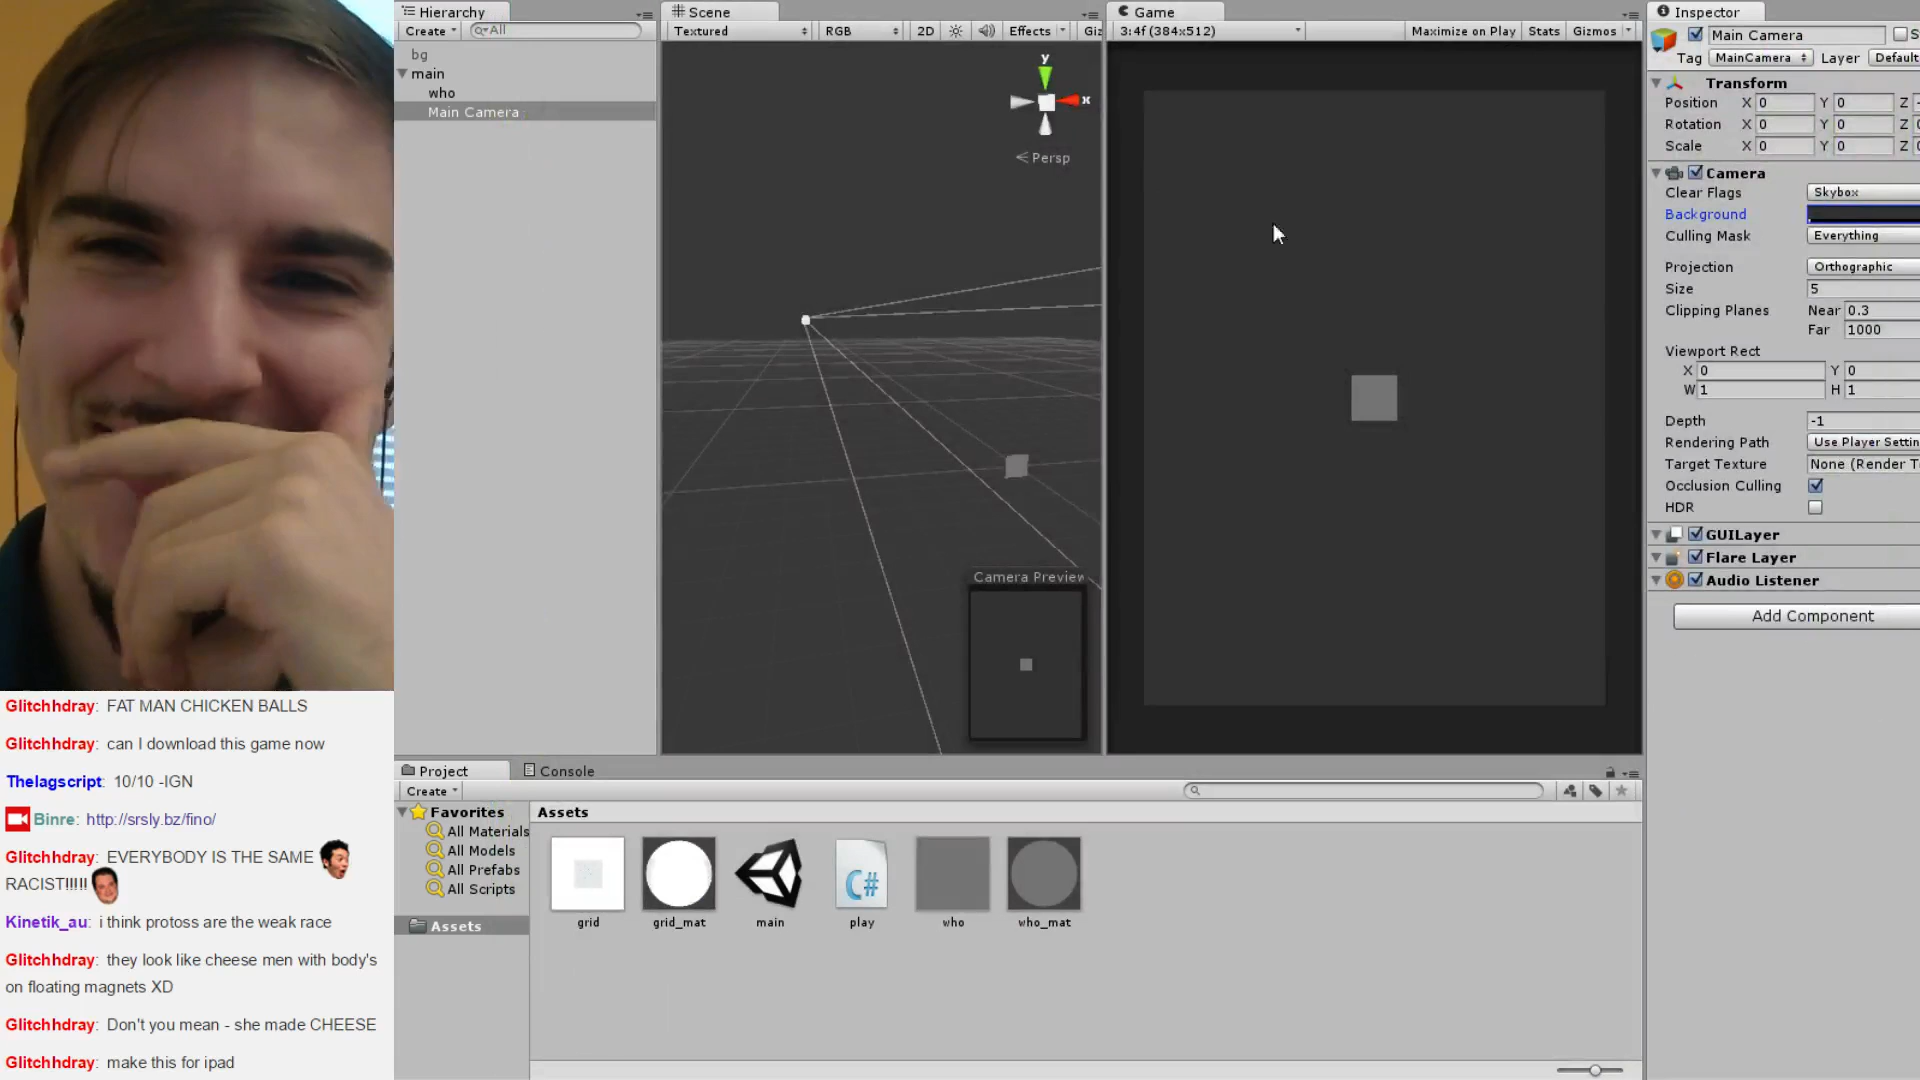 Hierarchy
Create
All
bg
main
who
Main Camera
Scene
Textured
RGB
2D
Effects
y
x
Persp
Camera Preview
Game
3:4f (384x512)
Maximize on Play
Stats
Gizmos
Inspector
Main Camera
Tag
MainCamera
Layer
Default
Transform
Position X 0 Y 0 Z
Rotation X 0 Y 0 Z
Scale X 0 Y 0 Z
Camera
Clear Flags Skybox
Background
Culling Mask Everything
Projection Orthographic
Size 5
Clipping Planes Near 0.3
Far 1000
Viewport Rect
X 0 Y 0
W 1 H 1
Depth -1
Rendering Path Use Player Settin
Target Texture None (Render T
Occlusion Culling
HDR
GUILayer
Flare Layer
Audio Listener
Add Component
Project
Console
Create
Favorites
All Materials
All Models
All Prefabs
All Scripts
Assets
Assets
grid
grid_mat
main
C#
play
who
who_mat
Glitchhdray: FAT MAN CHICKEN BALLS
Glitchhdray: can I download this game now
Thelagscript: 10/10 -IGN
Binre: http://srsly.bz/fino/
Glitchhdray: EVERYBODY IS THE SAME
RACIST!!!!!
Kinetik_au: i think protoss are the weak race
Glitchhdray: they look like cheese men with body's
on floating magnets XD
Glitchhdray: Don't you mean - she made CHEESE
Glitchhdray: make this for ipad